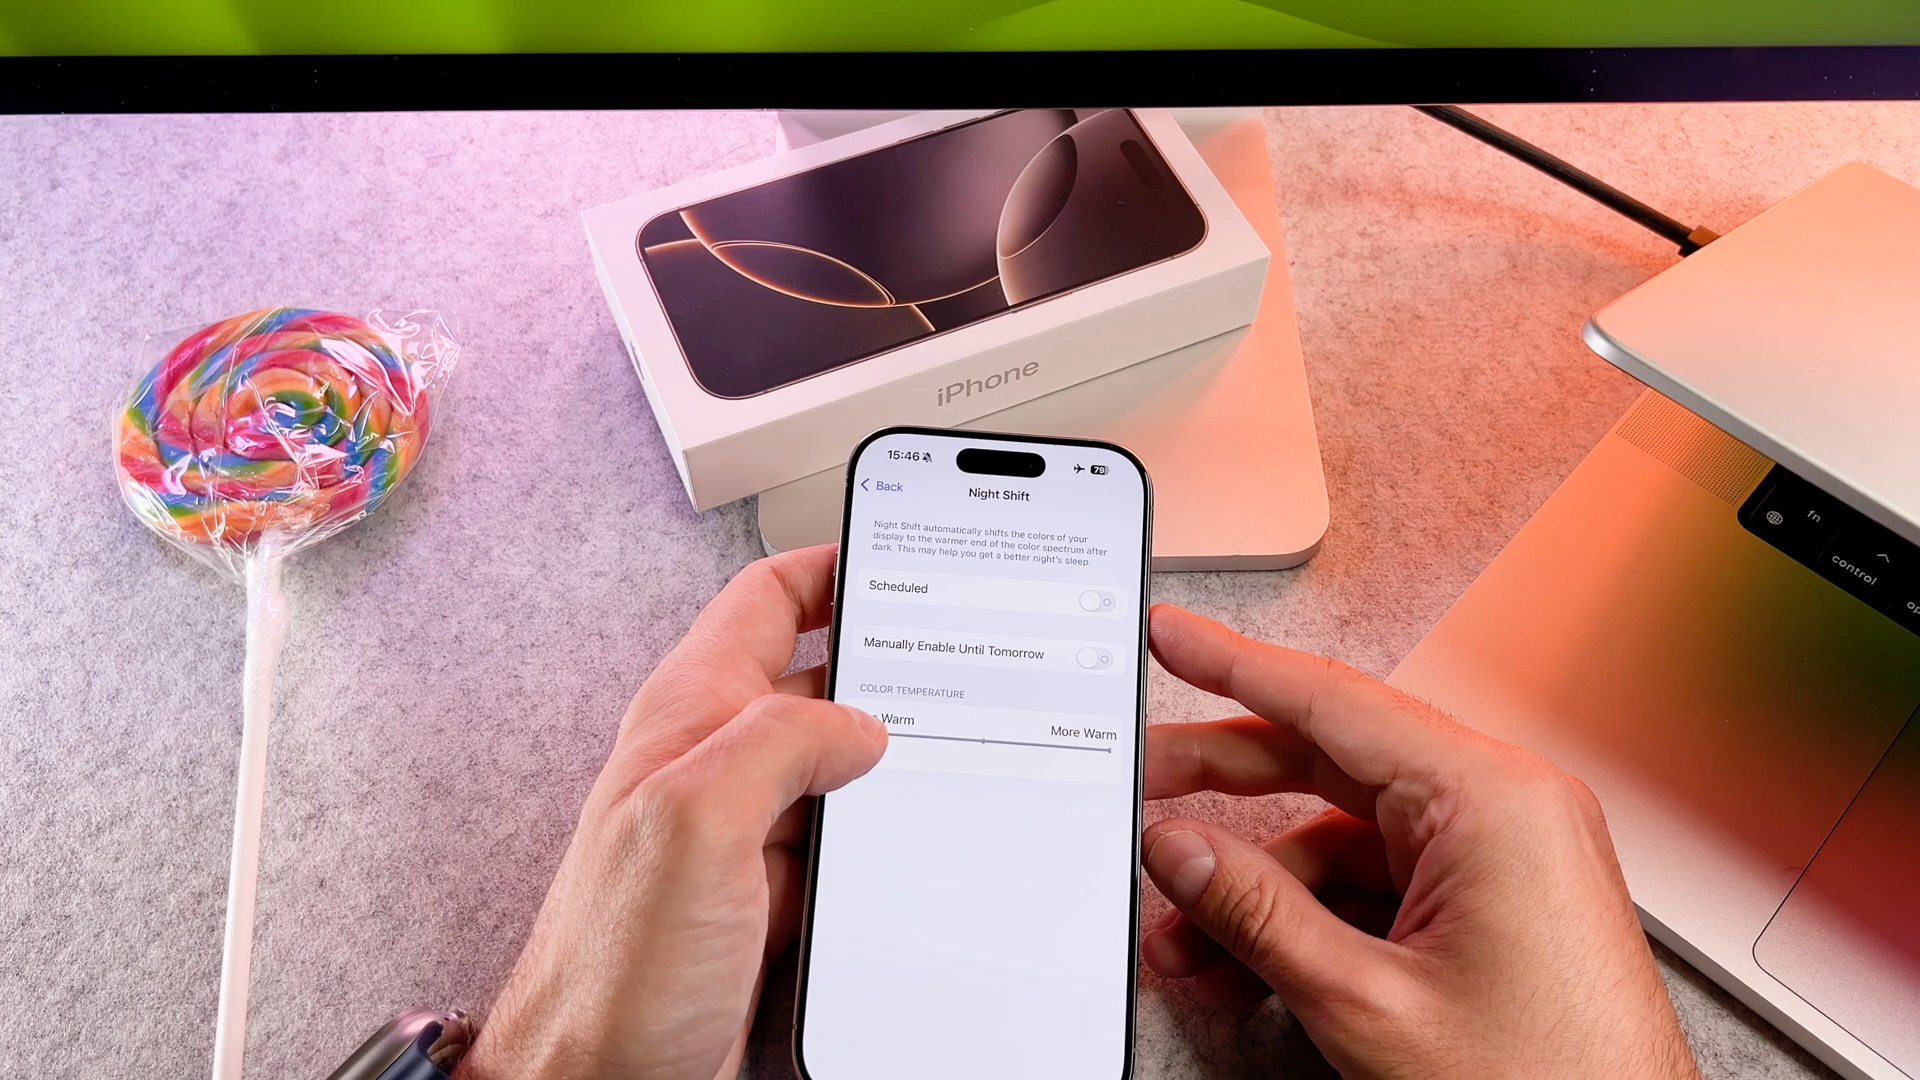 iPhone
15:46
79
Back
Night Shift
Night Shift automatically shifts the colors of your
display to the warmer end of the color spectrum after
dark. This may help you get a better night's sleep.
Scheduled
Manually Enable Until Tomorrow
COLOR TEMPERATURE
Warm
More Warm
fn
control